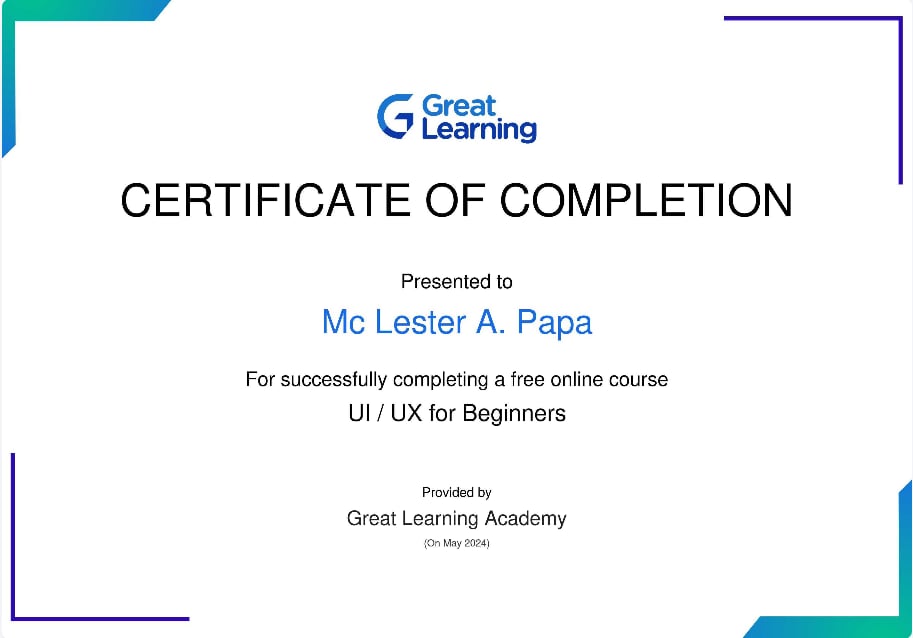 Great
Learning
CERTIFICATE OF COMPLETION
Presented to
Mc Lester A. Papa
For successfully completing a free online course
UI / UX for Beginners
Provided by
Great Learning Academy
(On May 2024)